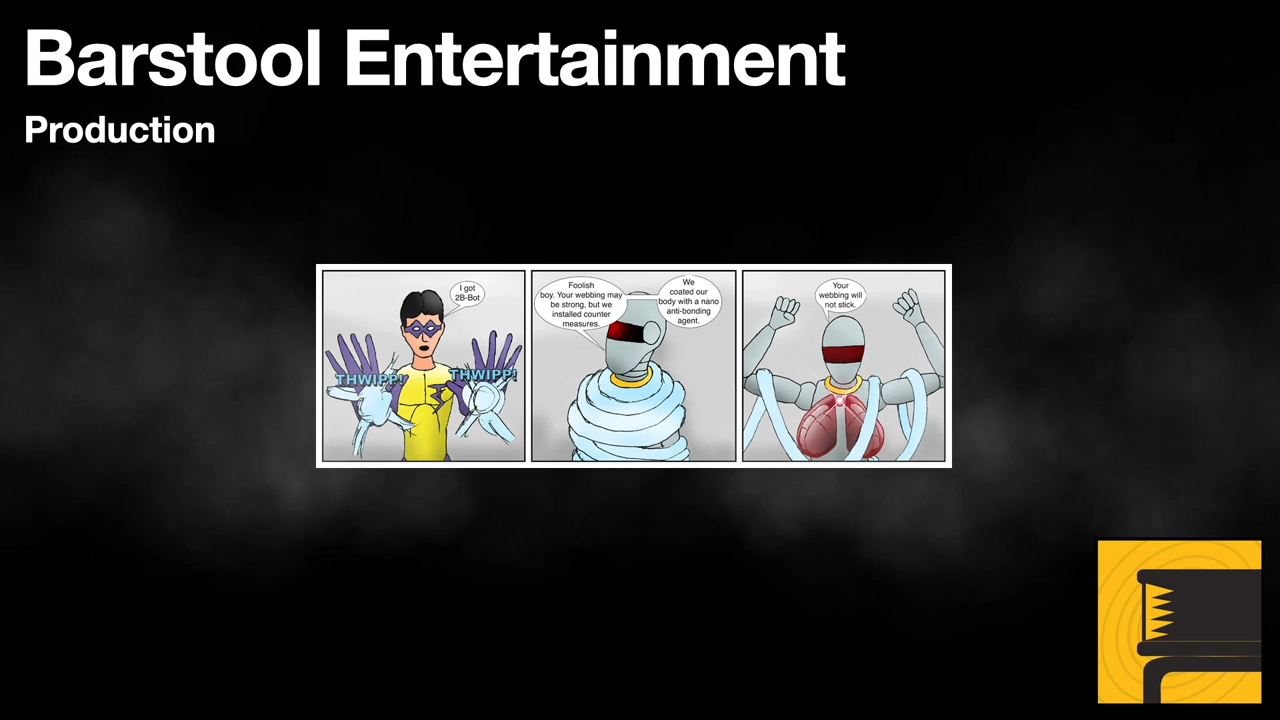 Barstool Entertainment
Production
I got
2B-Bot
THWIPP!
THWIPP!
Foolish
boy. Your webbing may
be strong, but we
installed counter
measures.
We
coated our
body with a nano
anti-bonding
agent.
Your
webbing will
not stick.